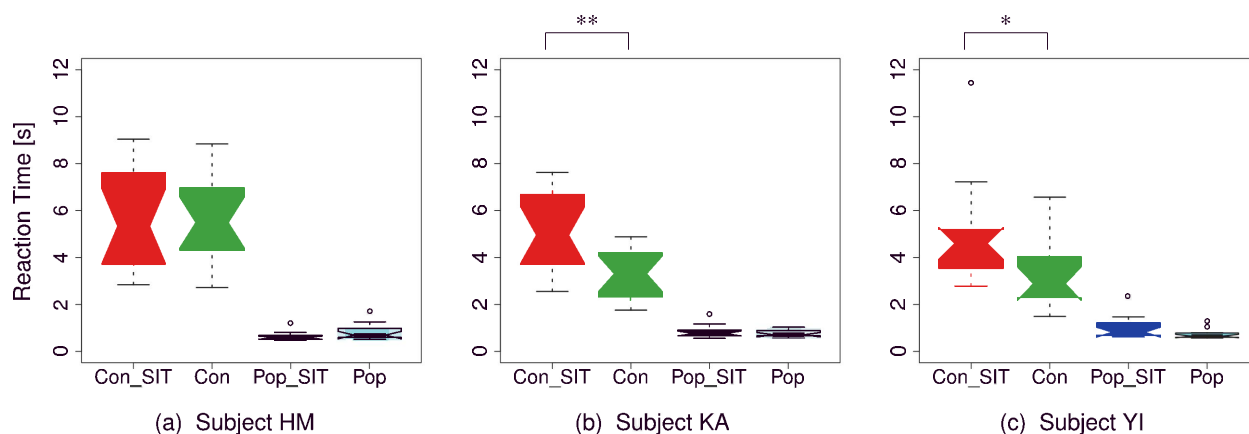 ** *
12 12 12
10 10 10
8 8 8
6 6 6
4 4 4
2 2 2
0 0 0
Reaction Time [s]
Con_SIT Con Pop_SIT Pop Con_SIT Con Pop_SIT Pop Con_SIT Con Pop_SIT Pop
(a) Subject HM (b) Subject KA (c) Subject YI